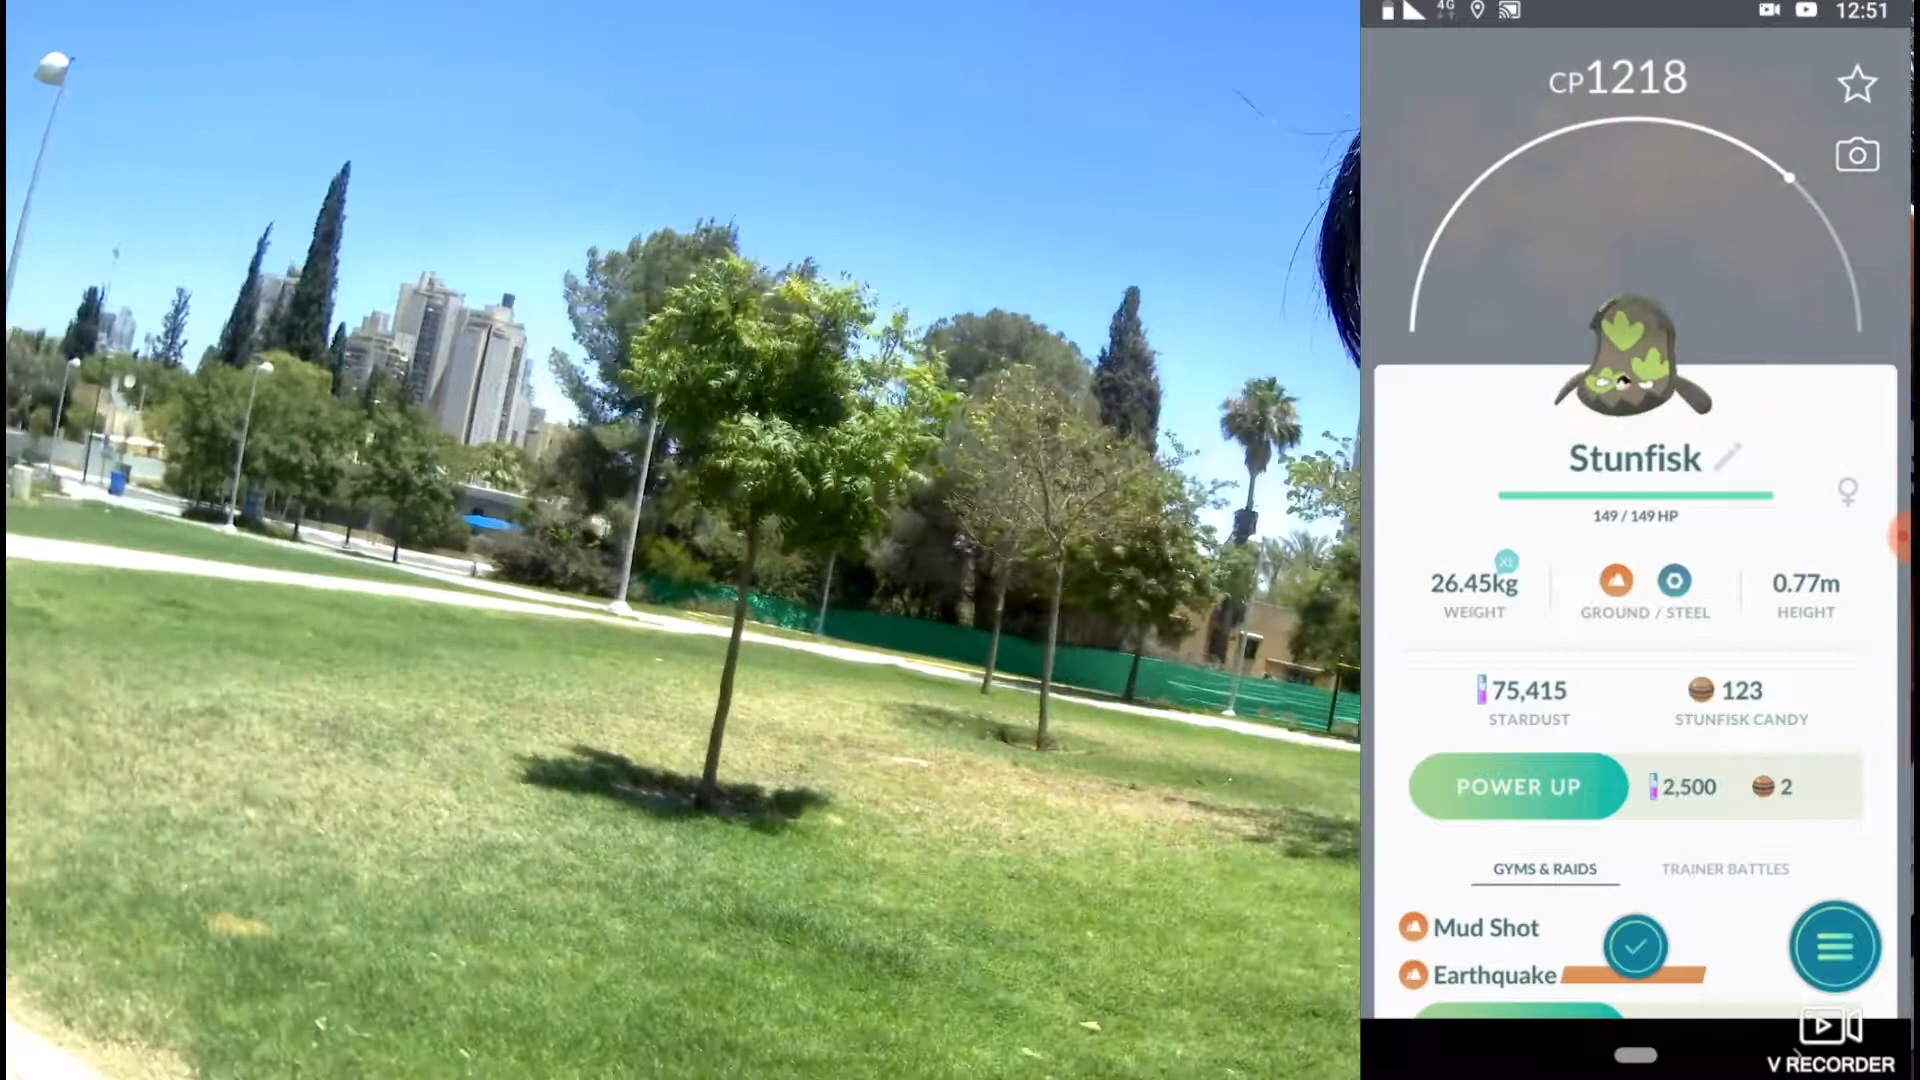 4G
12:51
CP1218
Stunfisk
149 / 149 HP
XL
26.45kg
WEIGHT
GROUND / STEEL
0.77m
HEIGHT
75,415
STARDUST
123
STUNFISK CANDY
POWER UP
2,500
2
GYMS & RAIDS
TRAINER BATTLES
Mud Shot
Earthquake
V RECORDER